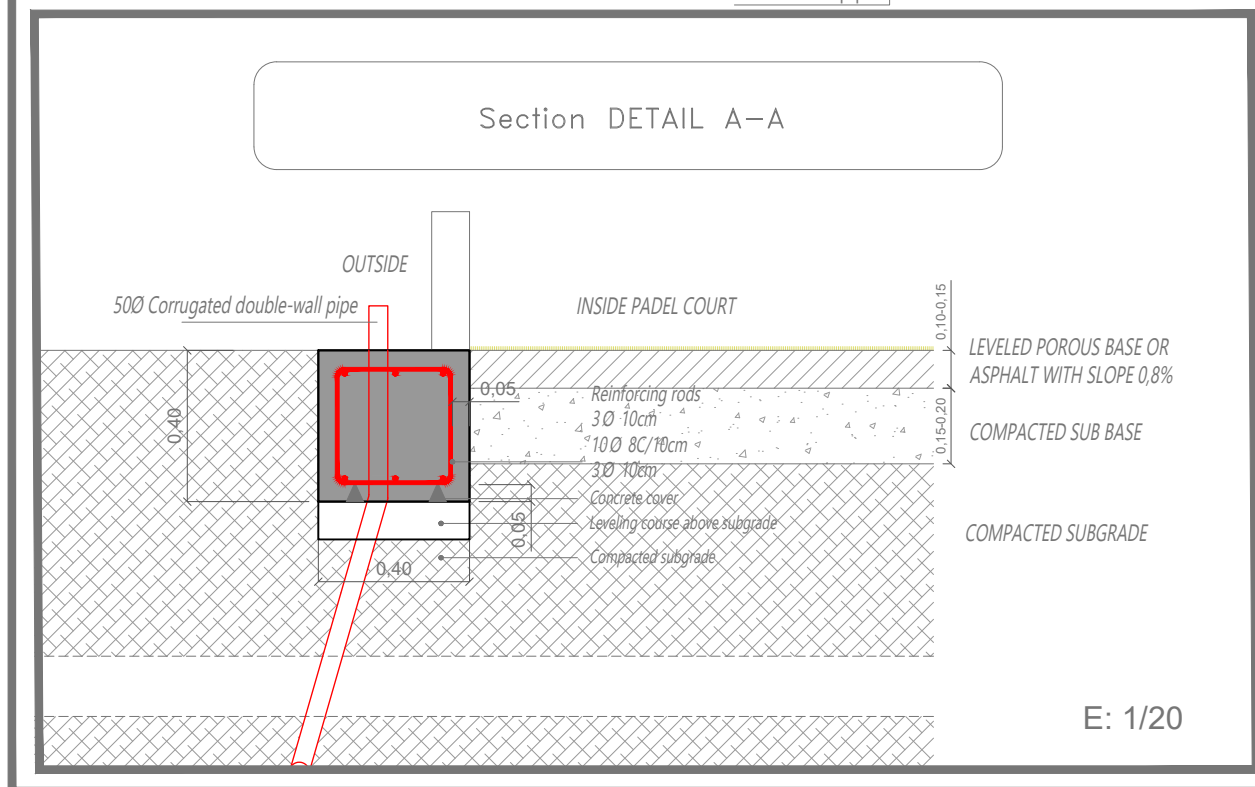 Section DETAIL A-A
OUTSIDE
50Ø Corrugated double-wall pipe
INSIDE PADEL COURT
0,10-0,15
LEVELED POROUS BASE OR
ASPHALT WITH SLOPE 0,8%
0,40
0,05
Reinforcing rods
3 Ø 10cm
10 Ø 8C/10cm
3 Ø 10cm
0,15-0,20
COMPACTED SUB BASE
Concrete cover
Leveling course above subgrade
0,05
Compacted subgrade
COMPACTED SUBGRADE
0,40
E: 1/20